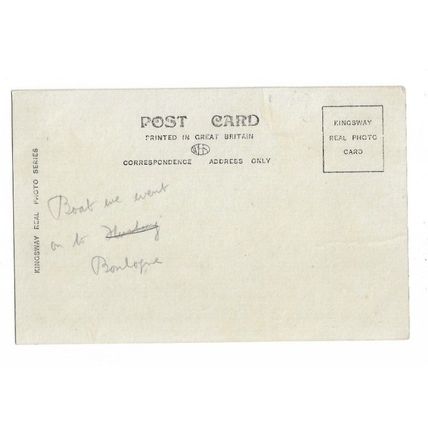 POST CARD
PRINTED IN GREAT BRITAIN
CORRESPONDENCE ADDRESS ONLY
KINGSWAY
REAL PHOTO
CARD
KINGSWAY REAL PHOTO SERIES
Boat we went
on to
Boulogne